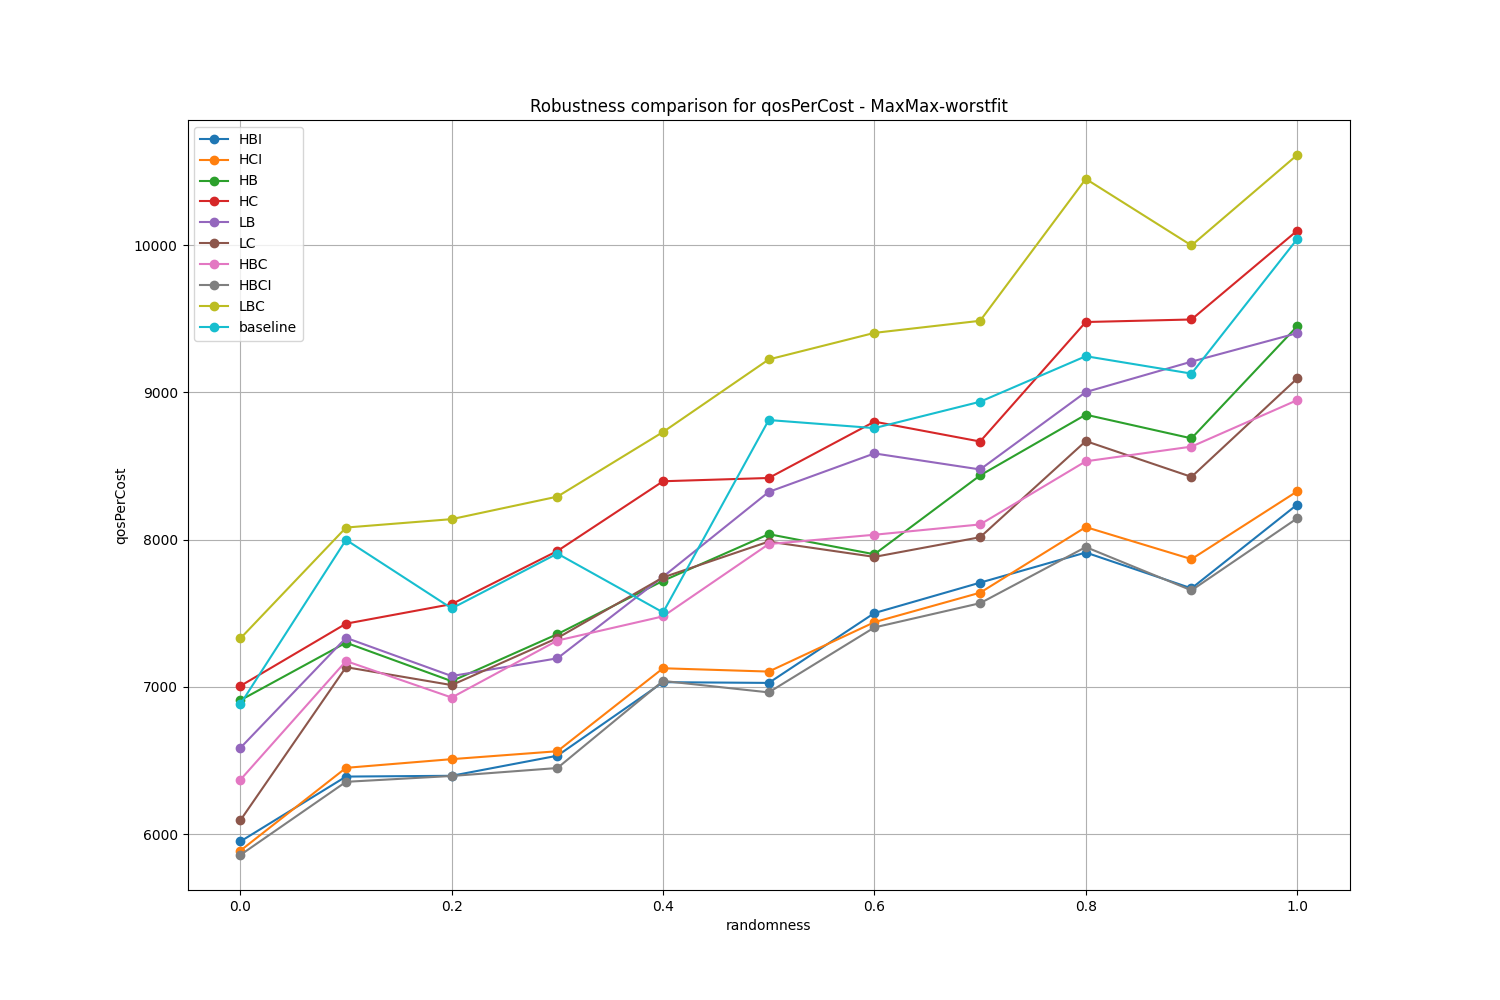 Robustness comparison for qosPerCost - MaxMax-worstfit
HBI
HCI
HB
HC
LB
LC
HBC
HBCI
LBC
baseline
10000
9000
8000
7000
6000
qosPerCost
0.0 0.2 0.4 0.6 0.8 1.0
randomness